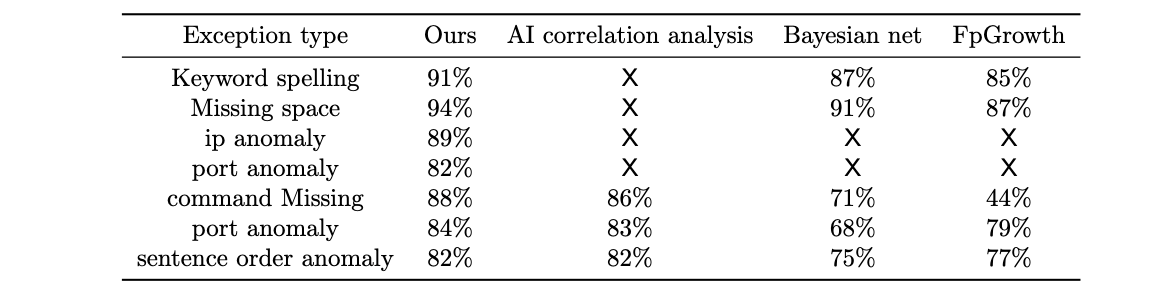 Exception type Ours AI correlation analysis Bayesian net FpGrowth
Keyword spelling 91% X 87% 85%
Missing space 94% X 91% 87%
ip anomaly 89% X X X
port anomaly 82% X X X
command Missing 88% 86% 71% 44%
port anomaly 84% 83% 68% 79%
sentence order anomaly 82% 82% 75% 77%